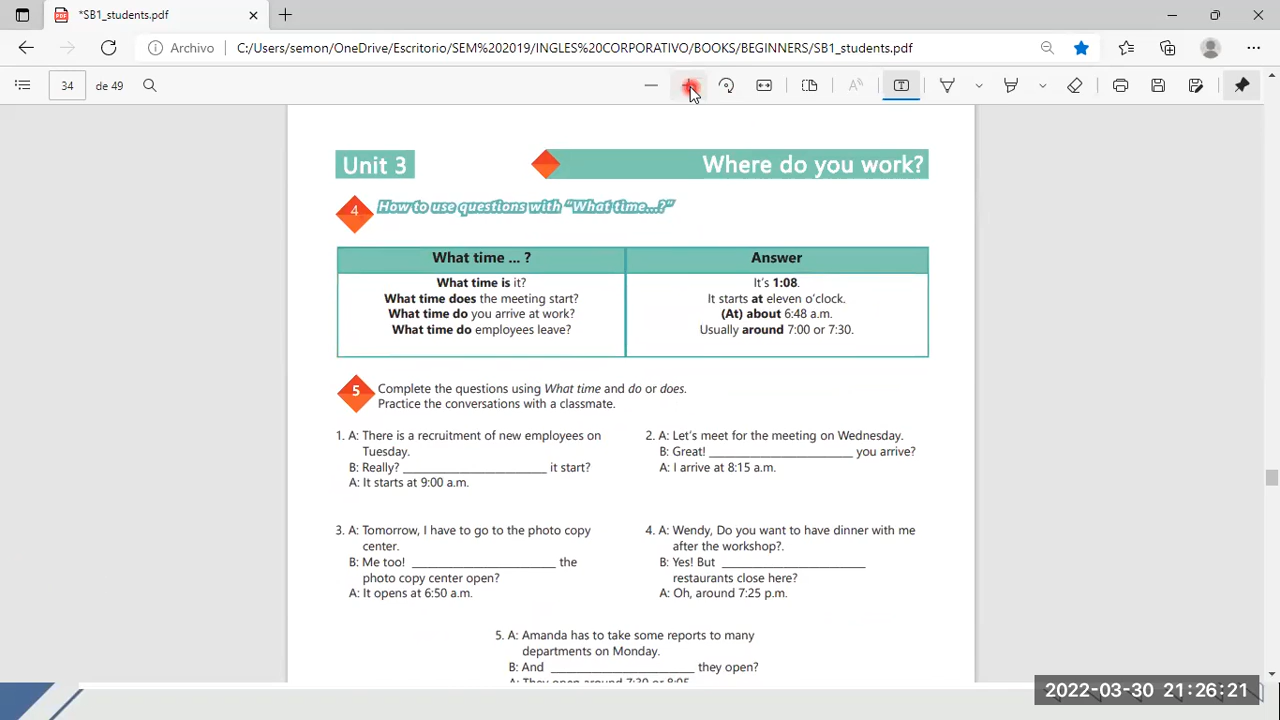 *SB1_students.pdf
Archivo
C:/Users/semon/OneDrive/Escritorio/SEM%202019/INGLES%20CORPORATIVO/BOOKS/BEGINNERS/SB1_students.pdf
34 de 49
Unit 3
Where do you work?
4 How to use questions with “What time...?”
What time ... ? Answer
What time is it? It’s 1:08.
What time does the meeting start? It starts at eleven o’clock.
What time do you arrive at work? (At) about 6:48 a.m.
What time do employees leave? Usually around 7:00 or 7:30.
5 Complete the questions using What time and do or does.
Practice the conversations with a classmate.
1. A: There is a recruitment of new employees on
Tuesday.
B: Really? ______________________ it start?
A: It starts at 9:00 a.m.
2. A: Let’s meet for the meeting on Wednesday.
B: Great! ______________________ you arrive?
A: I arrive at 8:15 a.m.
3. A: Tomorrow, I have to go to the photo copy
center.
B: Me too! ______________________ the
photo copy center open?
A: It opens at 6:50 a.m.
4. A: Wendy, Do you want to have dinner with me
after the workshop?.
B: Yes! But ______________________
restaurants close here?
A: Oh, around 7:25 p.m.
5. A: Amanda has to take some reports to many
departments on Monday.
B: And ______________________ they open?
A: They open around 7:30 or 8:05
2022-03-30 21:26:21